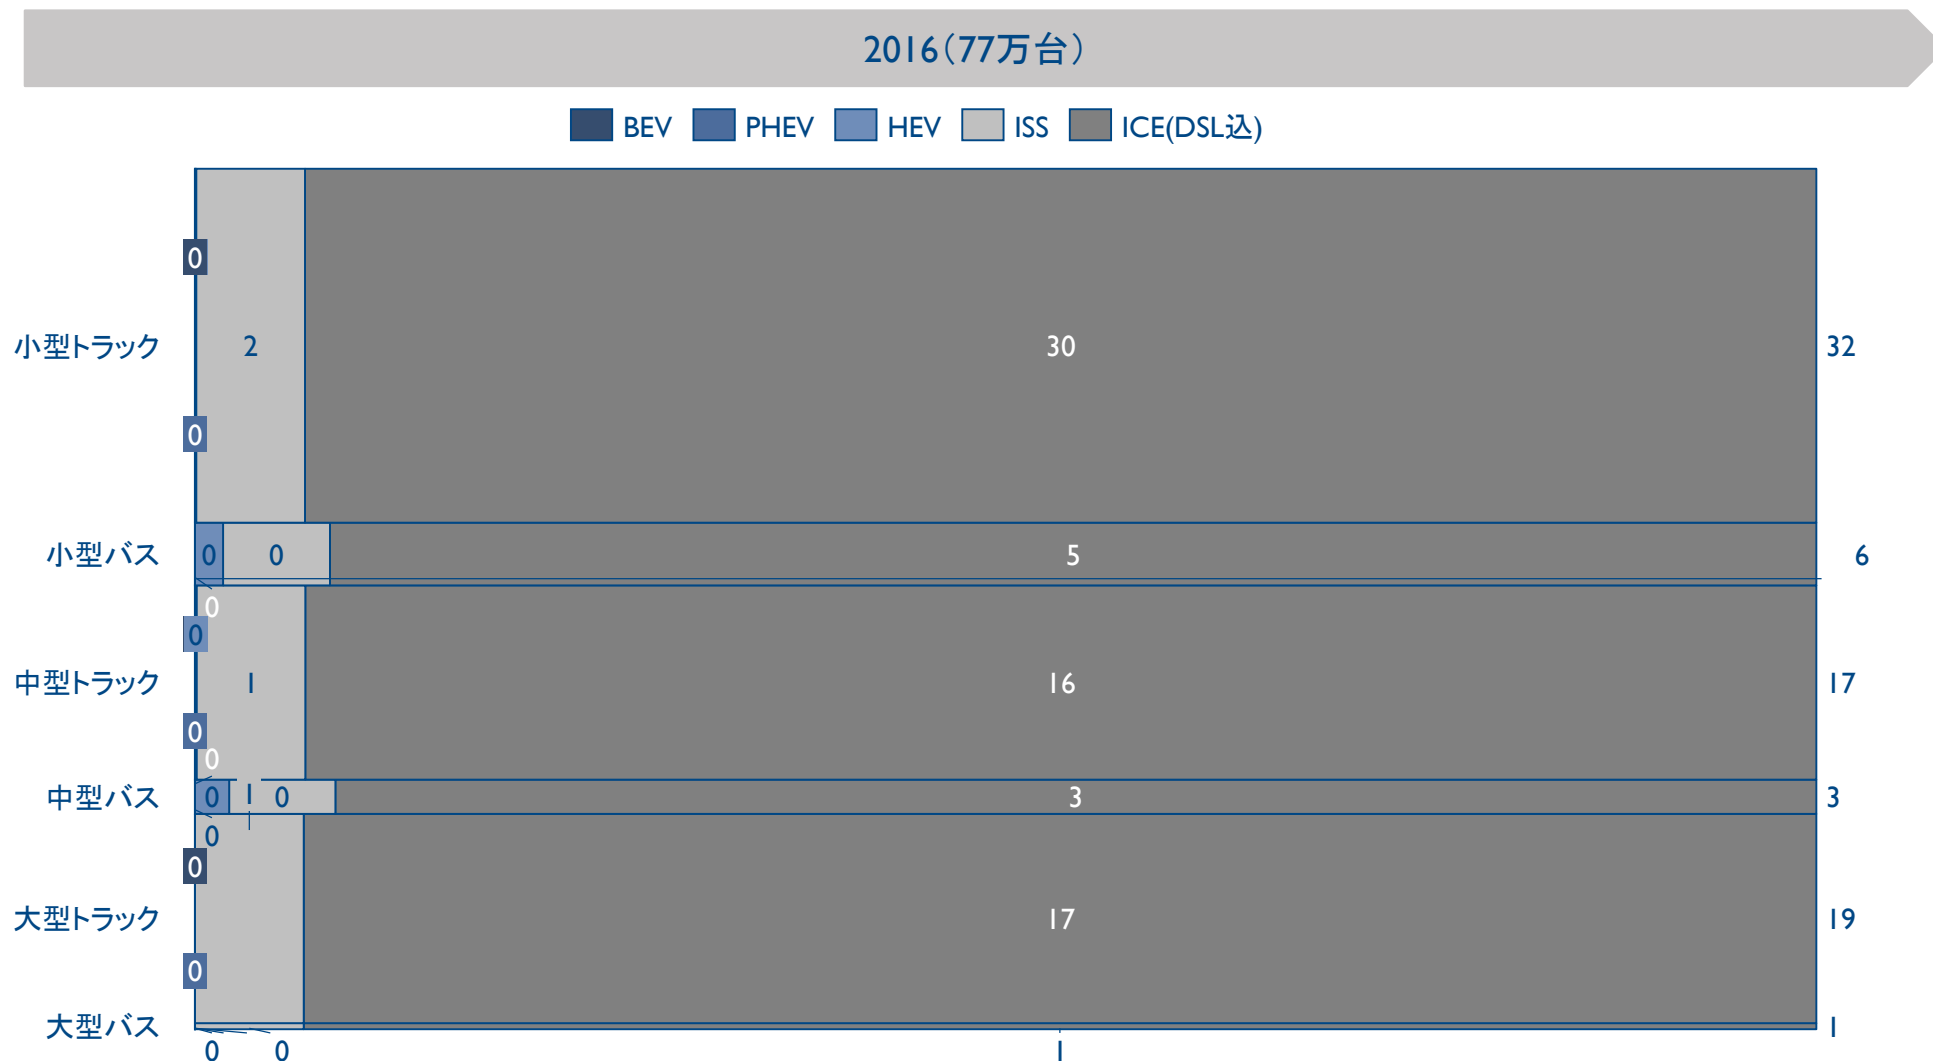 2016(77万台)
BEV PHEV HEV ISS ICE(DSL込)
0
小型トラック 2 30 32
0
小型バス 0 0 5 6
0
0
中型トラック 1 16 17
0
0
中型バス 0 1 0 3 3
0
0
大型トラック 17 19
0
大型バス 1
0 0 1